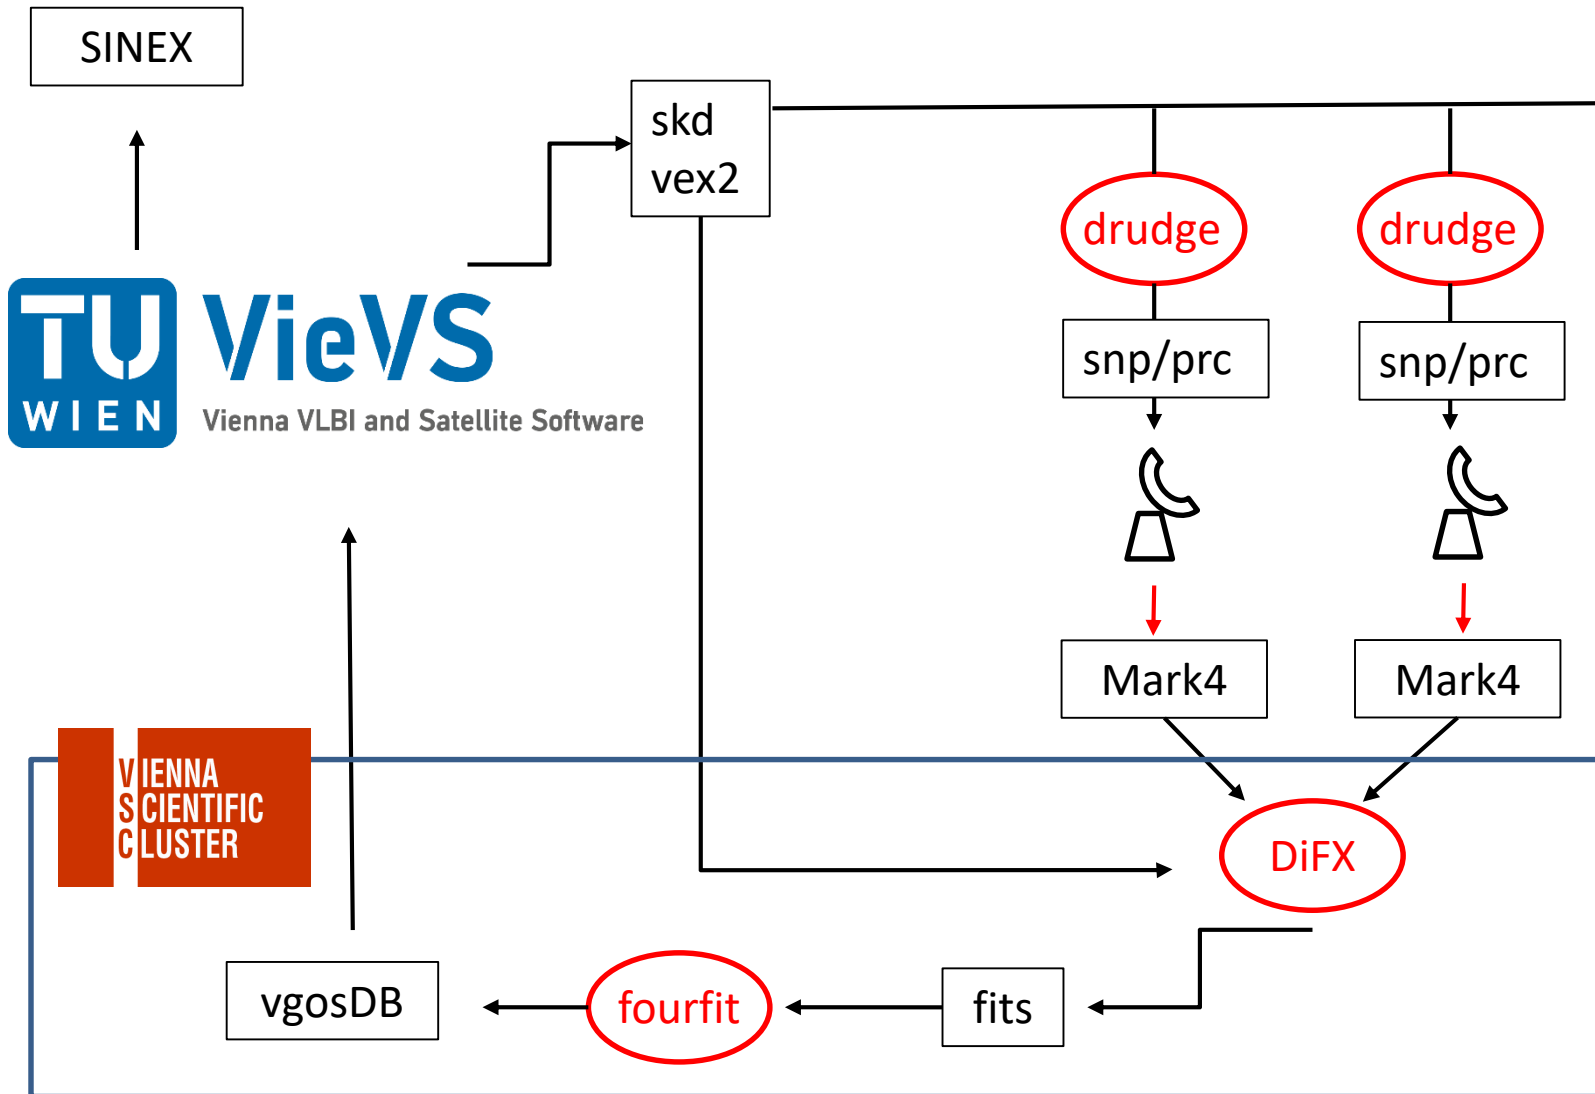 SINEX
skd
vex2
drudge
drudge
TU
WIEN
VieVS
Vienna VLBI and Satellite Software
snp/prc
snp/prc
Mark4
Mark4
VIENNA
SCIENTIFIC
CLUSTER
DiFX
vgosDB
fourfit
fits